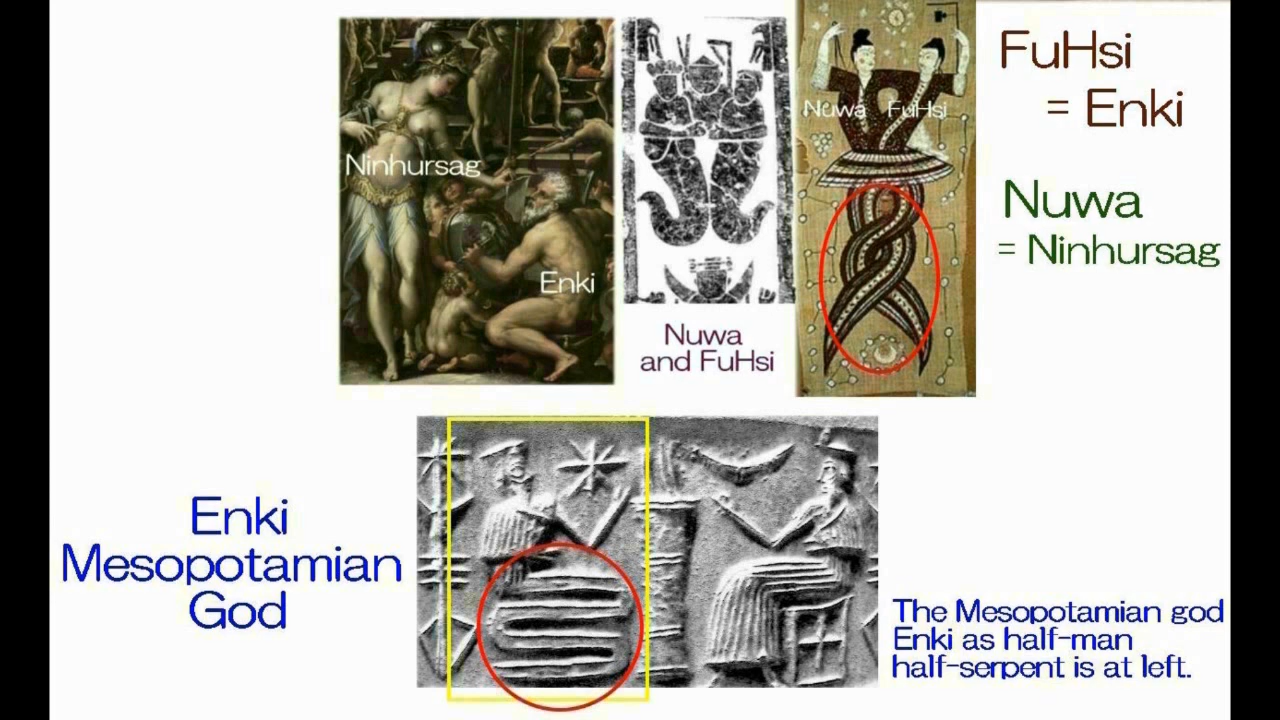 Ninhursag
Enki
Nuwa
and FuHsi
Nuwa FuHsi
FuHsi
= Enki
Nuwa
= Ninhursag
Enki
Mesopotamian
God
The Mesopotamian god
Enki as half-man
half-serpent is at left.